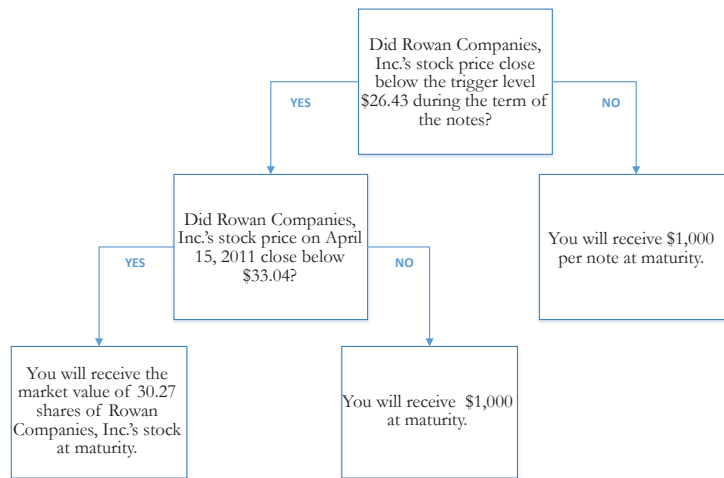 Did Rowan Companies,
Inc.'s stock price close
below the trigger level
$26.43 during the term of
the notes?
YES
NO
Did Rowan Companies,
Inc.'s stock price on April
15, 2011 close below
$33.04?
You will receive $1,000
per note at maturity.
YES
NO
You will receive the
market value of 30.27
shares of Rowan
Companies, Inc.'s stock
at maturity.
You will receive $1,000
at maturity.